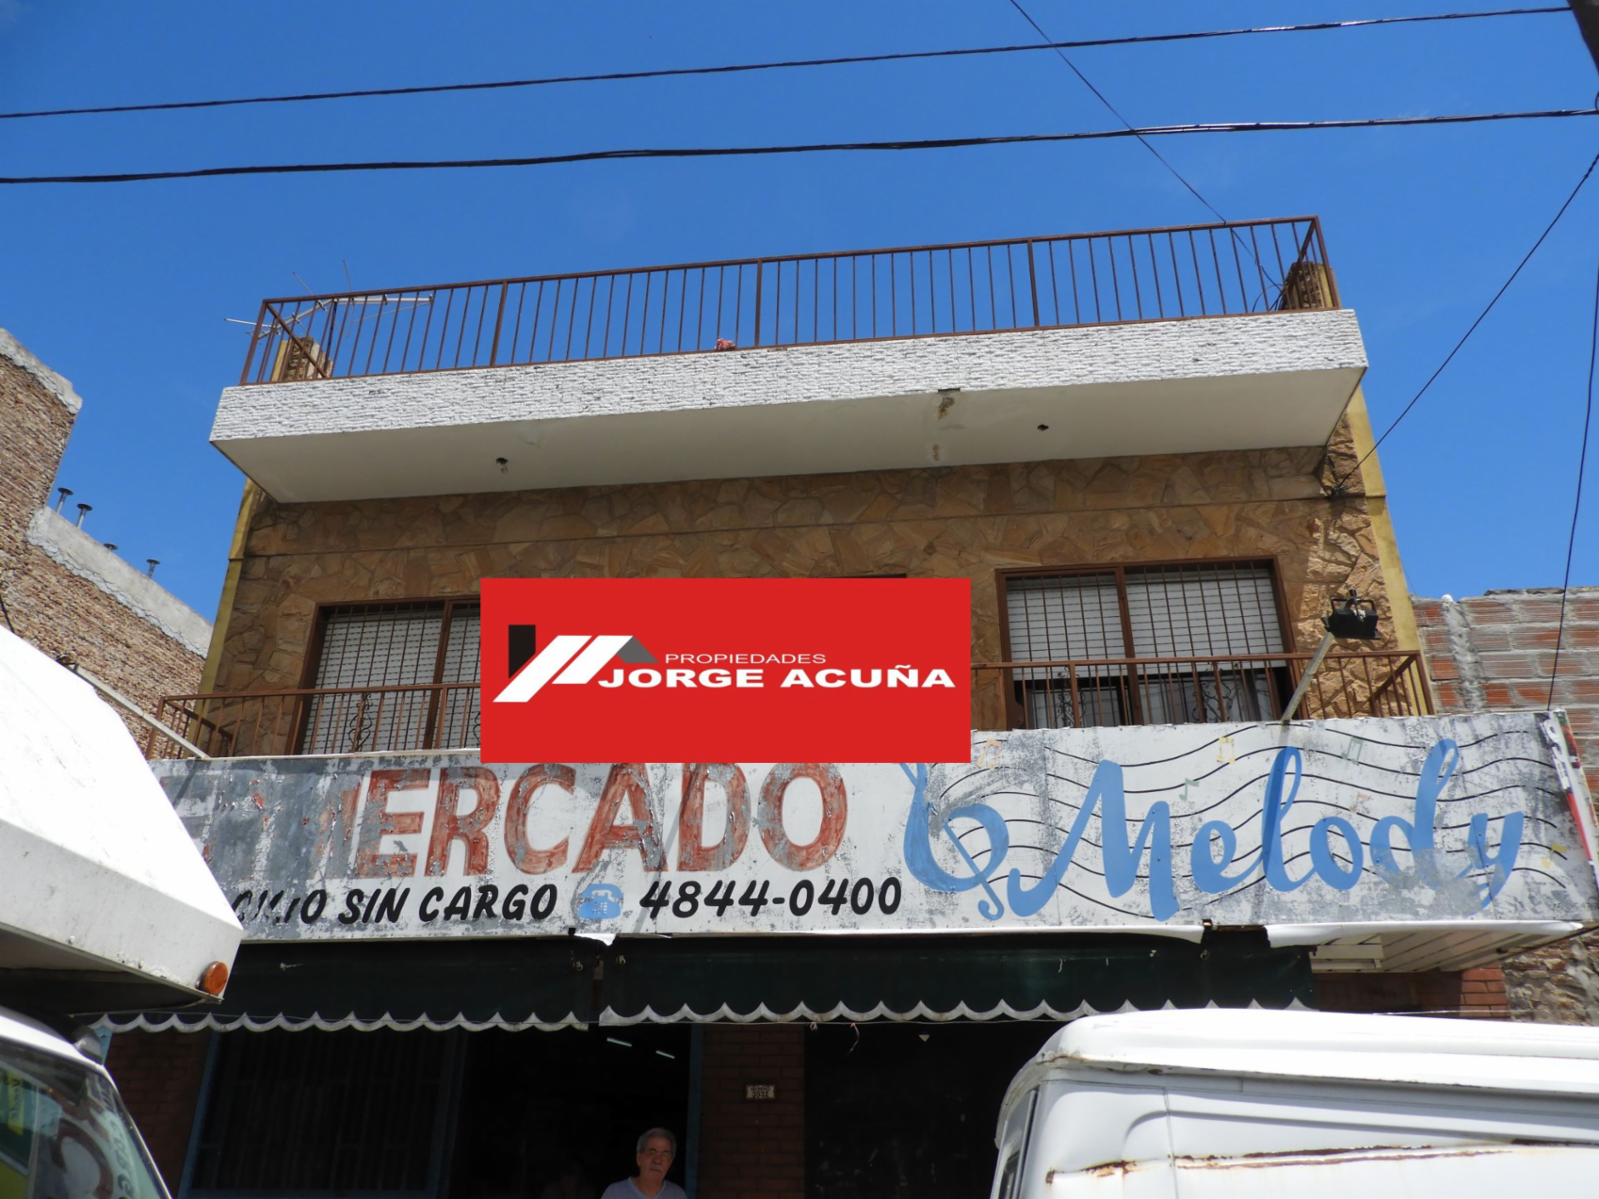 PROPIEDADES
JORGE ACUÑA
MERCADO
Melody
SIN CARGO 4844-0400